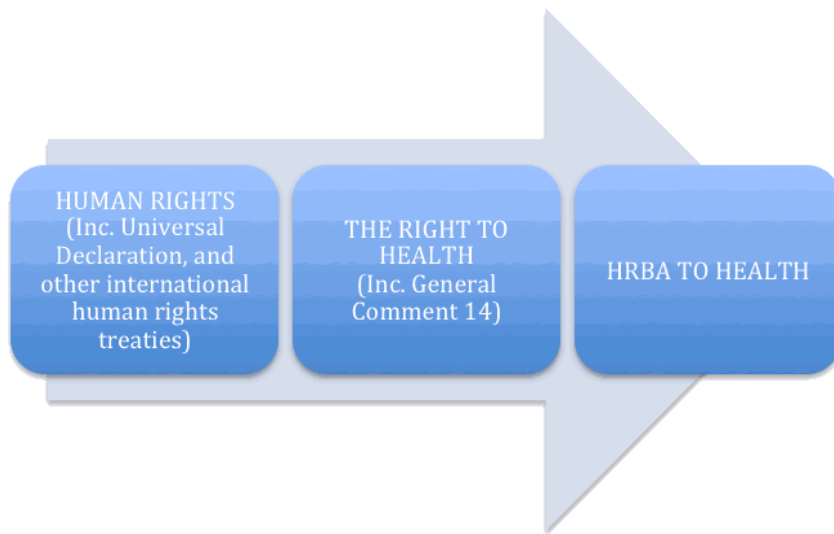 HUMAN RIGHTS
(Inc. Universal
Declaration, and
other international
human rights
treaties)
THE RIGHT TO
HEALTH
(Inc. General
Comment 14)
HRBA TO HEALTH